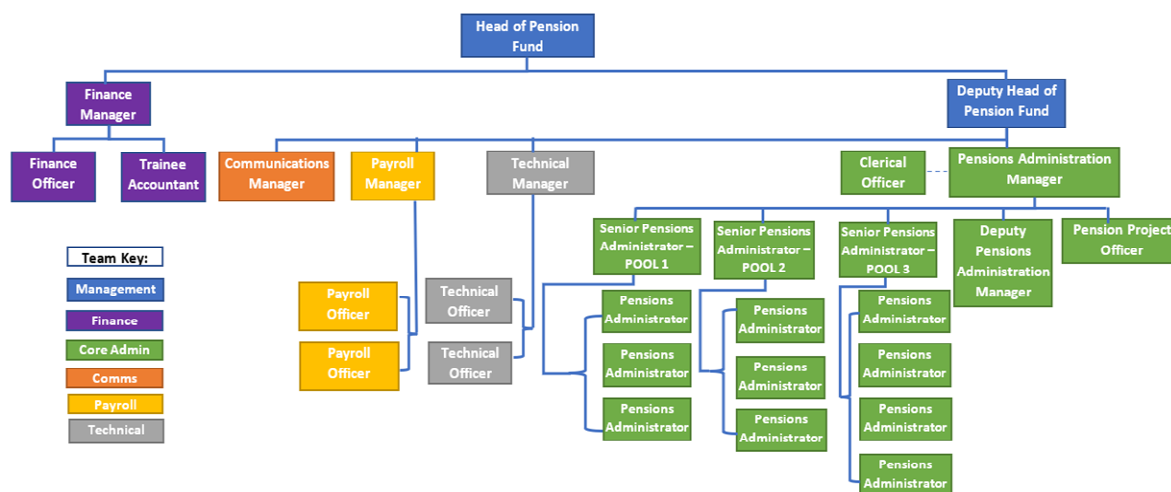 Head of Pension
Fund
Finance
Manager
Deputy Head of
Pension Fund
Finance
Officer
Trainee
Accountant
Communications
Manager
Payroll
Manager
Technical
Manager
Clerical
Officer
Pensions Administration
Manager
Senior Pensions
Administrator –
POOL 1
Senior Pensions
Administrator –
POOL 2
Senior Pensions
Administrator –
POOL 3
Deputy
Pensions
Administration
Manager
Pension Project
Officer
Team Key:
Management
Finance
Core Admin
Comms
Payroll
Technical
Payroll
Officer
Payroll
Officer
Technical
Officer
Technical
Officer
Pensions
Administrator
Pensions
Administrator
Pensions
Administrator
Pensions
Administrator
Pensions
Administrator
Pensions
Administrator
Pensions
Administrator
Pensions
Administrator
Pensions
Administrator
Pensions
Administrator